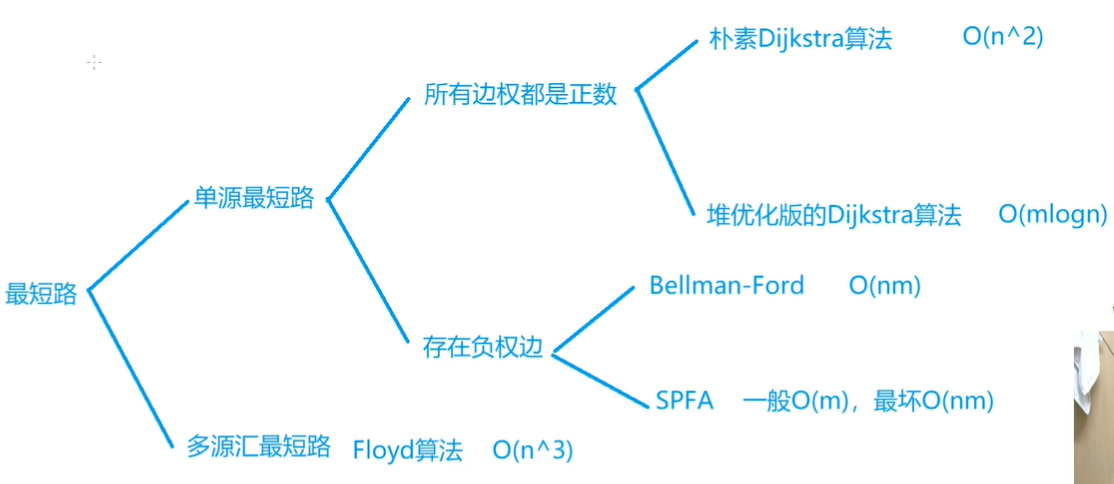 朴素Dijkstra算法 O(n^2)
所有边权都是正数
单源最短路
堆优化版的Dijkstra算法 O(mlogn)
最短路
Bellman-Ford O(nm)
存在负权边
SPFA 一般O(m)，最坏O(nm)
多源汇最短路 Floyd算法 O(n^3)